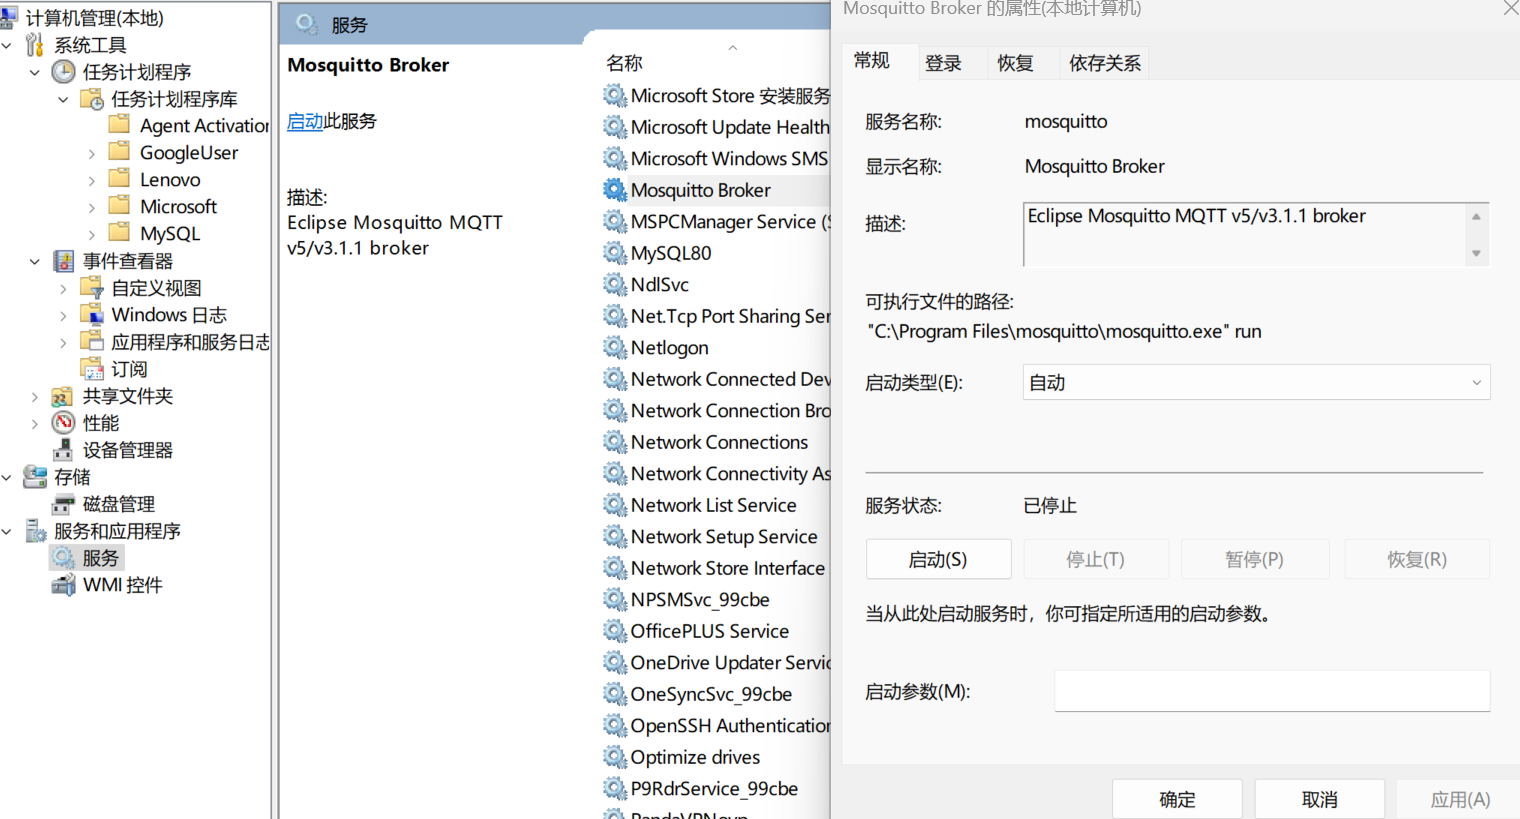 计算机管理(本地)
系统工具
任务计划程序
任务计划程序库
Agent Activation
GoogleUser
Lenovo
Microsoft
MySQL
事件查看器
自定义视图
Windows 日志
应用程序和服务日志
订阅
共享文件夹
性能
设备管理器
存储
磁盘管理
服务和应用程序
服务
WMI 控件
服务
Mosquitto Broker
启动此服务
描述:
Eclipse Mosquitto MQTT
v5/v3.1.1 broker
名称
Microsoft Store 安装服务
Microsoft Update Health
Microsoft Windows SMS
Mosquitto Broker
MSPCManager Service (S
MySQL80
NdlSvc
Net.Tcp Port Sharing Ser
Netlogon
Network Connected Dev
Network Connection Bro
Network Connections
Network Connectivity As
Network List Service
Network Setup Service
Network Store Interface
NPSMSvc_99cbe
OfficePLUS Service
OneDrive Updater Servic
OneSyncSvc_99cbe
OpenSSH Authentication
Optimize drives
P9RdrService_99cbe
Mosquitto Broker 的属性(本地计算机)
常规 登录 恢复 依存关系
服务名称: mosquitto
显示名称: Mosquitto Broker
描述: Eclipse Mosquitto MQTT v5/v3.1.1 broker
可执行文件的路径:
"C:\Program Files\mosquitto\mosquitto.exe" run
启动类型(E): 自动
服务状态: 已停止
启动(S) 停止(T) 暂停(P) 恢复(R)
当从此处启动服务时，你可指定所适用的启动参数。
启动参数(M):
确定 取消 应用(A)